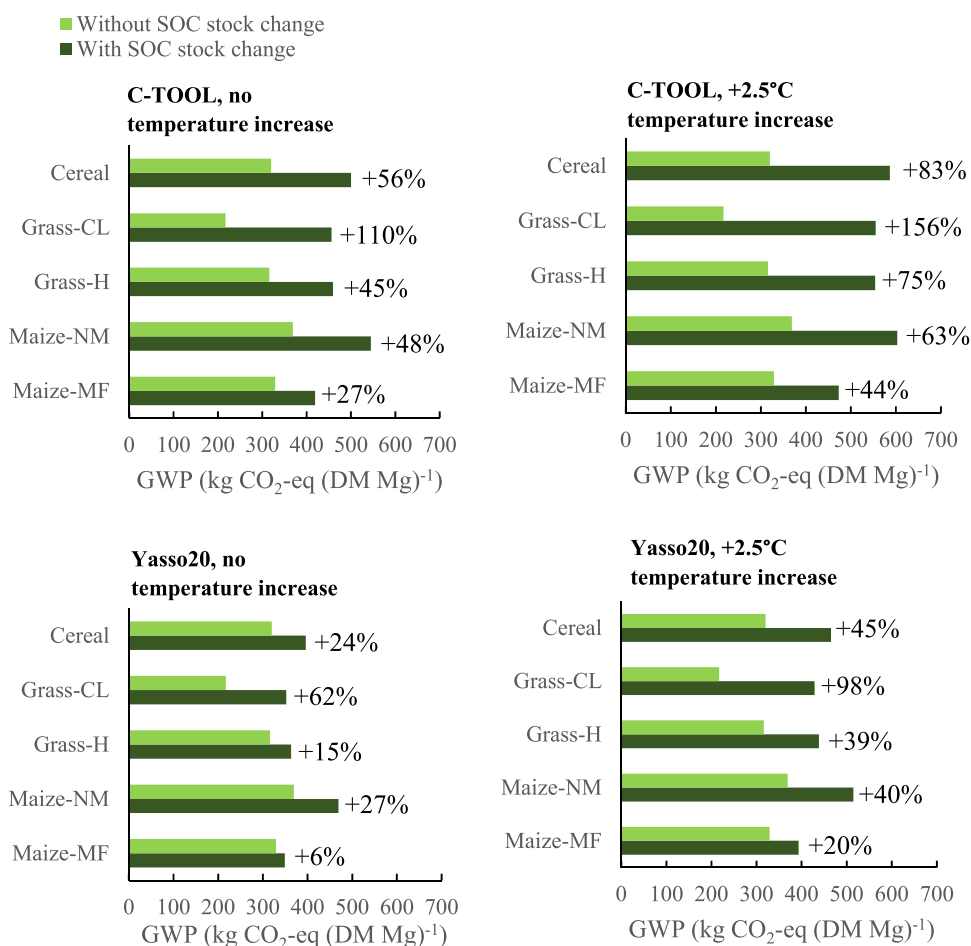 Without SOC stock change
With SOC stock change
C-TOOL, no
temperature increase
Cereal
+56%
Grass-CL
+110%
Grass-H
+45%
Maize-NM
+48%
Maize-MF
+27%
0 100 200 300 400 500 600 700
GWP (kg CO₂-eq (DM Mg)⁻¹)
C-TOOL, +2.5°C
temperature increase
Cereal
+83%
Grass-CL
+156%
Grass-H
+75%
Maize-NM
+63%
Maize-MF
+44%
0 100 200 300 400 500 600 700
GWP (kg CO₂-eq (DM Mg)⁻¹)
Yasso20, no
temperature increase
Cereal
+24%
Grass-CL
+62%
Grass-H
+15%
Maize-NM
+27%
Maize-MF
+6%
0 100 200 300 400 500 600 700
GWP (kg CO₂-eq (DM Mg)⁻¹)
Yasso20, +2.5°C
temperature increase
Cereal
+45%
Grass-CL
+98%
Grass-H
+39%
Maize-NM
+40%
Maize-MF
+20%
0 100 200 300 400 500 600 700
GWP (kg CO₂-eq (DM Mg)⁻¹)